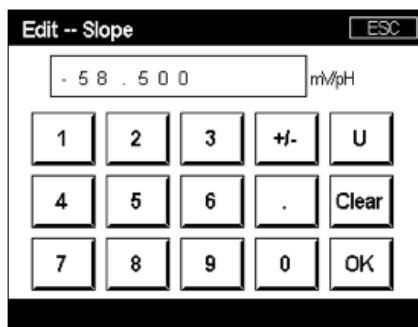 Edit -- Slope ESC
- 5 8 . 5 0 0 mV/pH
1 2 3 +/- U
4 5 6 . Clear
7 8 9 0 OK